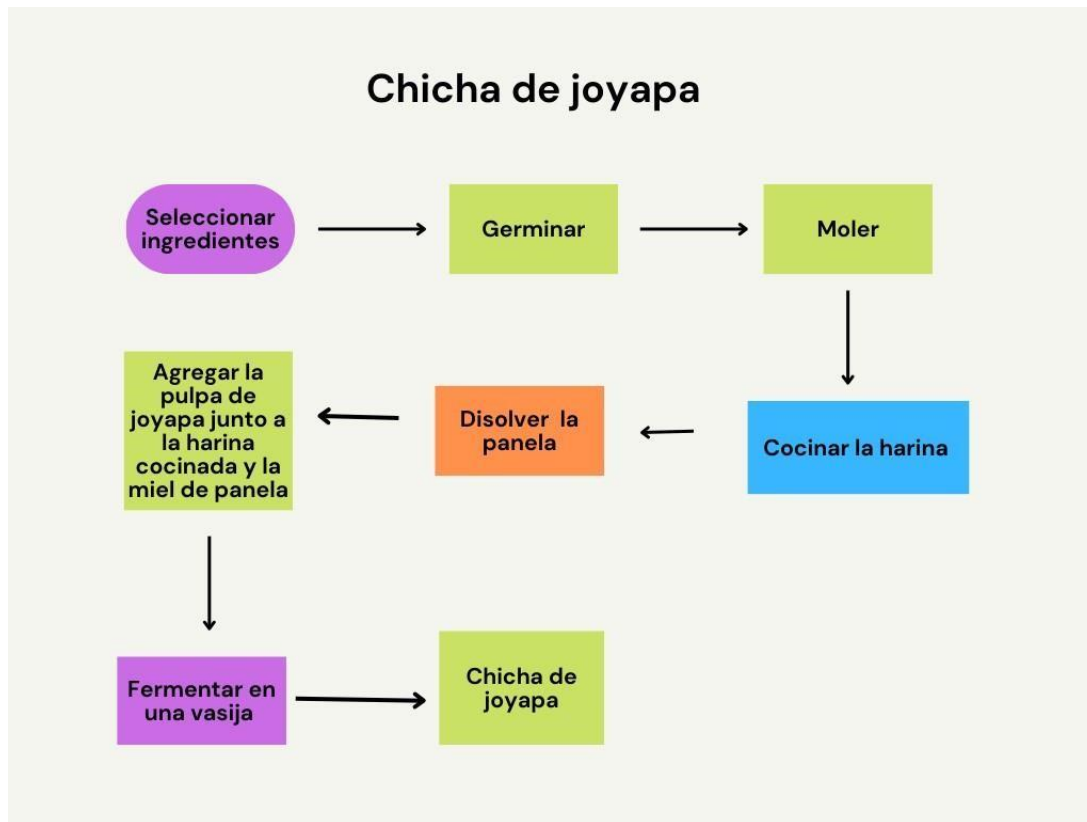 Chicha de joyapa
Seleccionar
ingredientes
Germinar
Moler
Cocinar la harina
Disolver la
panela
Agregar la
pulpa de
joyapa junto a
la harina
cocinada y la
miel de panela
Fermentar en
una vasija
Chicha de
joyapa